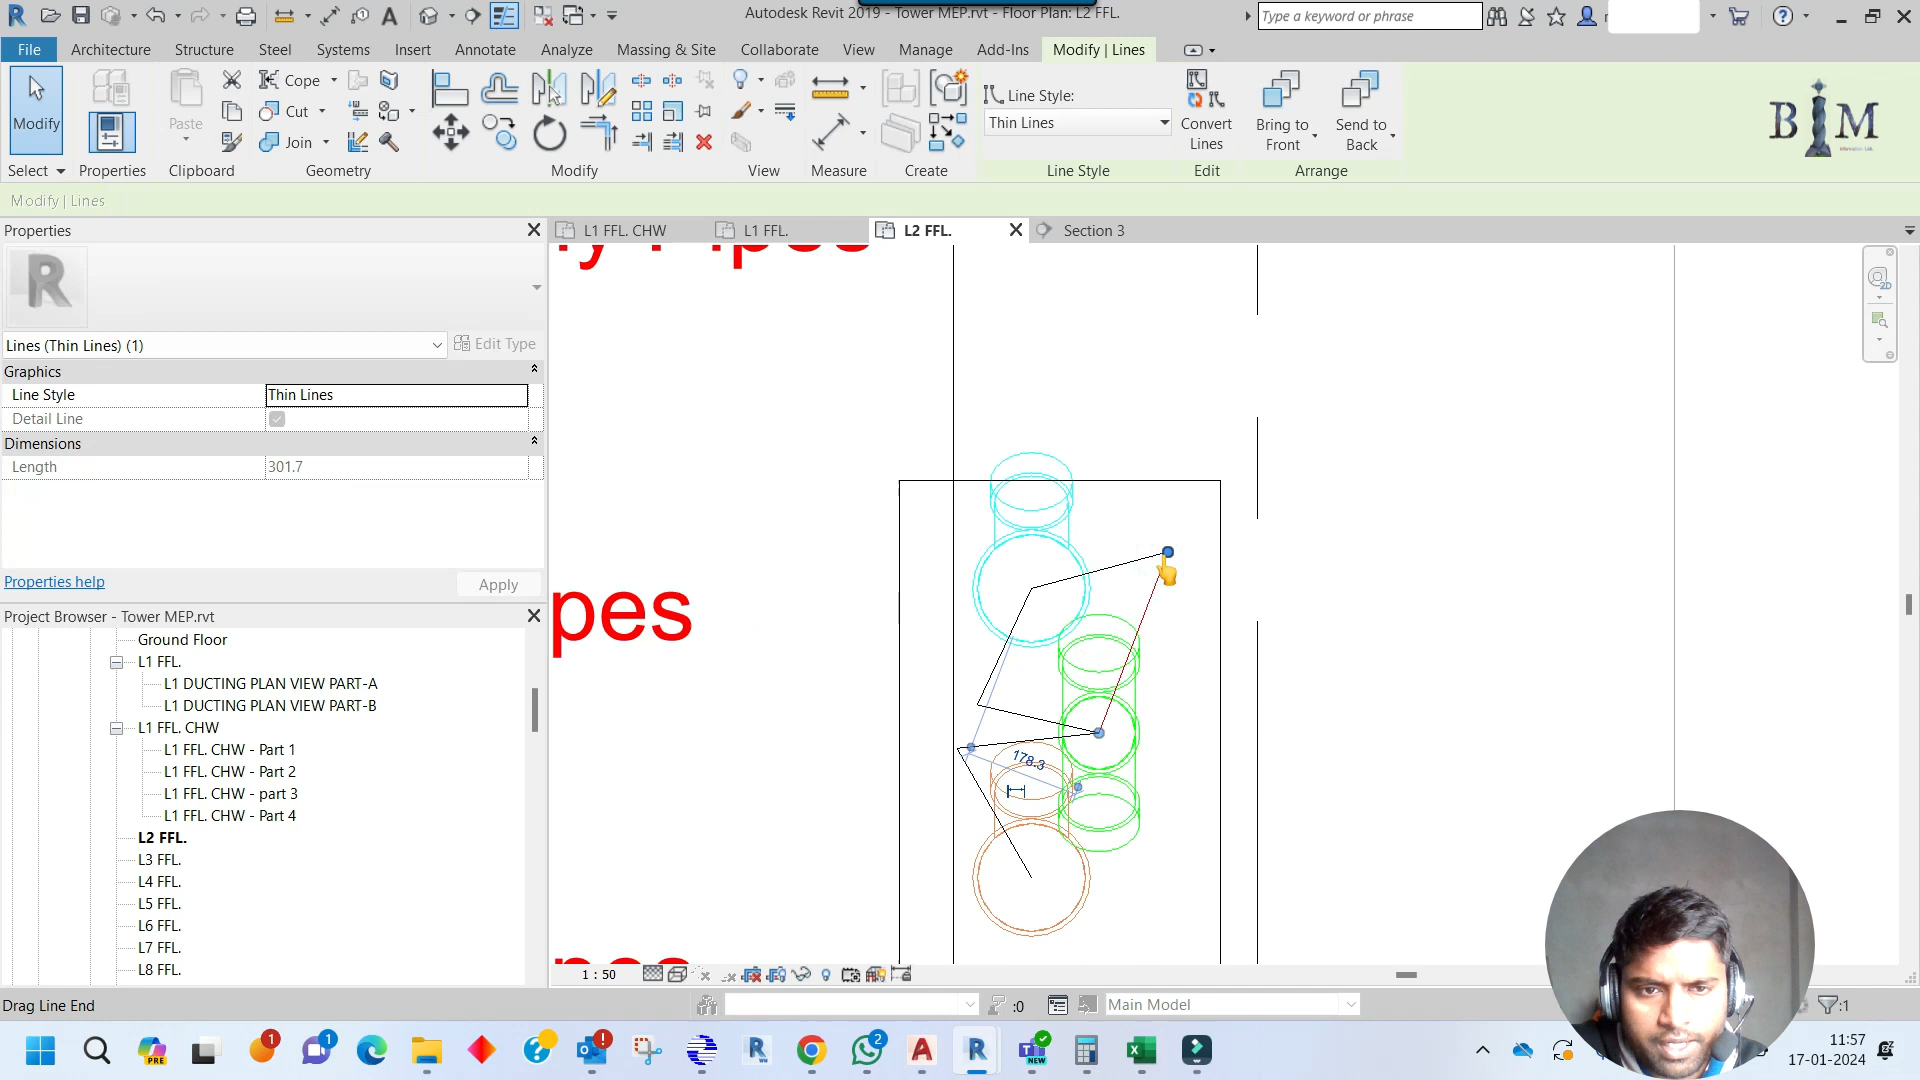 Autodesk Revit 2019 - Tower MEP.rvt - Floor Plan: L2 FFL.
Type a keyword or phrase
File
Architecture
Structure
Steel
Systems
Insert
Annotate
Analyze
Massing & Site
Collaborate
View
Manage
Add-Ins
Modify | Lines
Modify
Paste
Cope
Cut
Join
Line Style:
Thin Lines
Convert
Lines
Bring to
Front
Send to
Back
BIM
Select
Properties
Clipboard
Geometry
Modify
View
Measure
Create
Line Style
Edit
Arrange
Modify | Lines
Properties
L1 FFL. CHW
L1 FFL.
L2 FFL.
Section 3
R
Lines (Thin Lines) (1)
Edit Type
Graphics
Line Style
Thin Lines
Detail Line
Dimensions
Length
301.7
Properties help
Apply
pes
178.3
Project Browser - Tower MEP.rvt
Ground Floor
L1 FFL.
L1 DUCTING PLAN VIEW PART-A
L1 DUCTING PLAN VIEW PART-B
L1 FFL. CHW
L1 FFL. CHW - Part 1
L1 FFL. CHW - Part 2
L1 FFL. CHW - part 3
L1 FFL. CHW - Part 4
L2 FFL.
L3 FFL.
L4 FFL.
L5 FFL.
L6 FFL.
L7 FFL.
L8 FFL.
1 : 50
Drag Line End
:0
Main Model
:1
11:57
17-01-2024